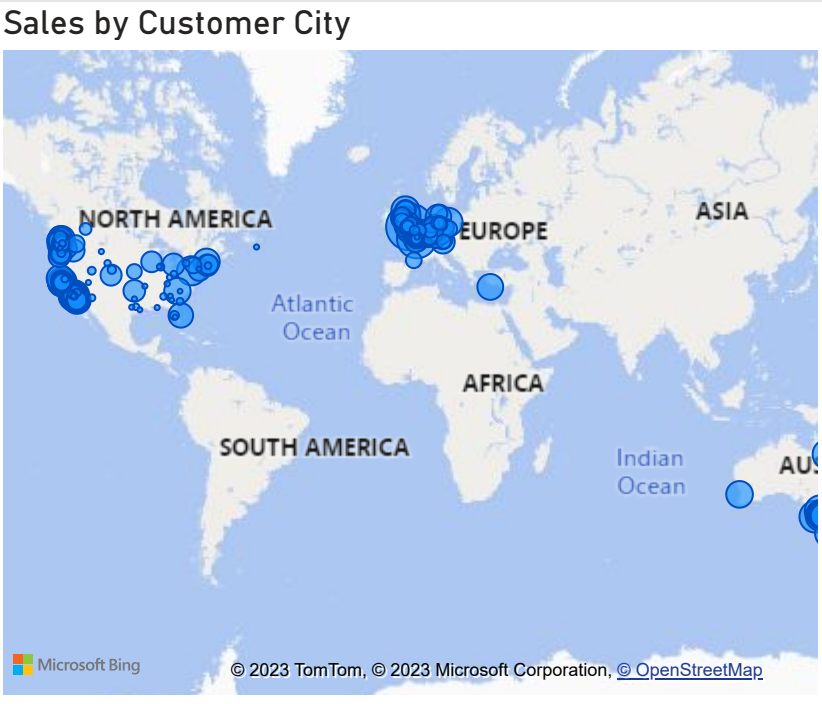 Sales by Customer City
NORTH AMERICA
EUROPE
ASIA
Atlantic
Ocean
AFRICA
SOUTH AMERICA
Indian
Ocean
AUS
Microsoft Bing
© 2023 TomTom, © 2023 Microsoft Corporation, © OpenStreetMap